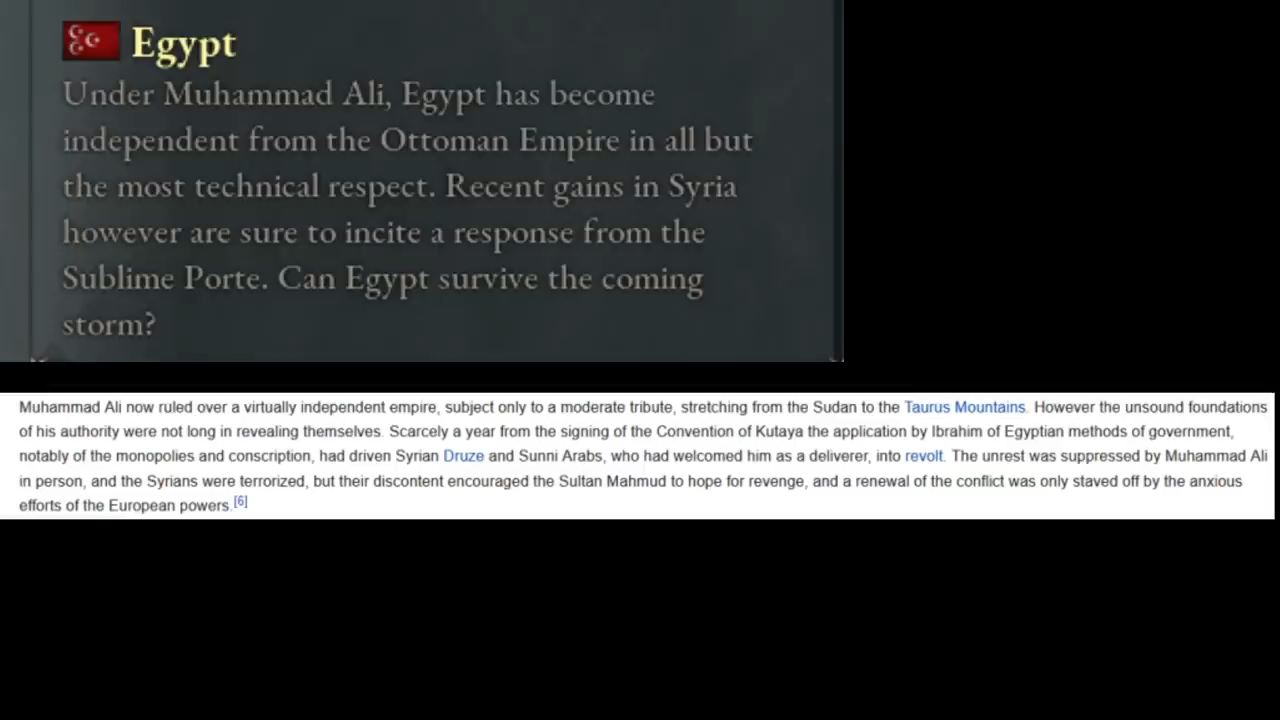 Egypt
Under Muhammad Ali, Egypt has become
independent from the Ottoman Empire in all but
the most technical respect. Recent gains in Syria
however are sure to incite a response from the
Sublime Porte. Can Egypt survive the coming
storm?
Muhammad Ali now ruled over a virtually independent empire, subject only to a moderate tribute, stretching from the Sudan to the Taurus Mountains. However the unsound foundations
of his authority were not long in revealing themselves. Scarcely a year from the signing of the Convention of Kutaya the application by Ibrahim of Egyptian methods of government,
notably of the monopolies and conscription, had driven Syrian Druze and Sunni Arabs, who had welcomed him as a deliverer, into revolt. The unrest was suppressed by Muhammad Ali
in person, and the Syrians were terrorized, but their discontent encouraged the Sultan Mahmud to hope for revenge, and a renewal of the conflict was only staved off by the anxious
efforts of the European powers.[6]